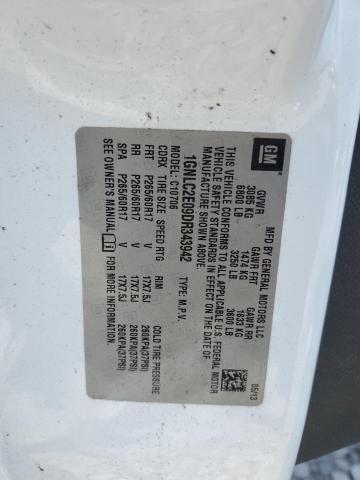 GM
MFD BY GENERAL MOTORS LLC
05/13
GVWR GAWR FRT GAWR RR
3085 KG 1474 KG 1633 KG
6800 LB 3250 LB 3600 LB
THIS VEHICLE CONFORMS TO ALL APPLICABLE U.S. FEDERAL MOTOR
VEHICLE SAFETY STANDARDS IN EFFECT ON THE DATE OF
MANUFACTURE SHOWN ABOVE.
1GNLC2E09DR343942 TYPE: M.P.V.
MODEL: C10706
CDRX TIRE SIZE SPEED RTG RIM COLD TIRE PRESSURE
FRT P265/60R17 V 17X7.5J 260KPA(37PSI)
RR P265/60R17 V 17X7.5J 260KPA(37PSI)
SPA P265/60R17 V 17X7.5J 260KPA(37PSI)
SEE OWNER'S MANUAL FOR MORE INFORMATION.